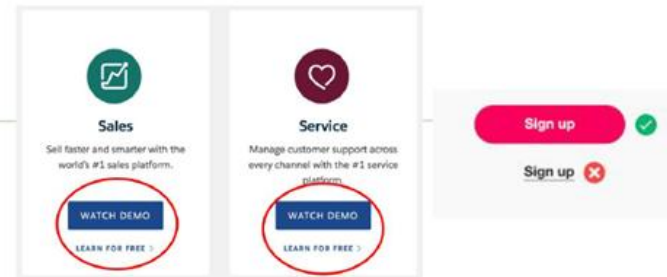 Sales
Sell faster and smarter with the
world's #1 sales platform.
WATCH DEMO
LEARN FOR FREE >
Service
Manage customer support across
every channel with the #1 service
platform.
WATCH DEMO
LEARN FOR FREE >
Sign up
Sign up